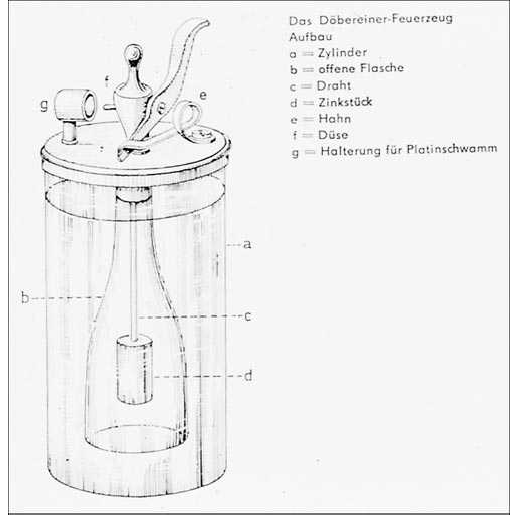 Das Döbereiner-Feuerzeug
Aufbau
a = Zylinder
b = offene Flasche
c = Draht
d = Zinkstück
e = Hahn
f = Düse
g = Halterung für Platinschwamm
f
g
e
a
b
c
d